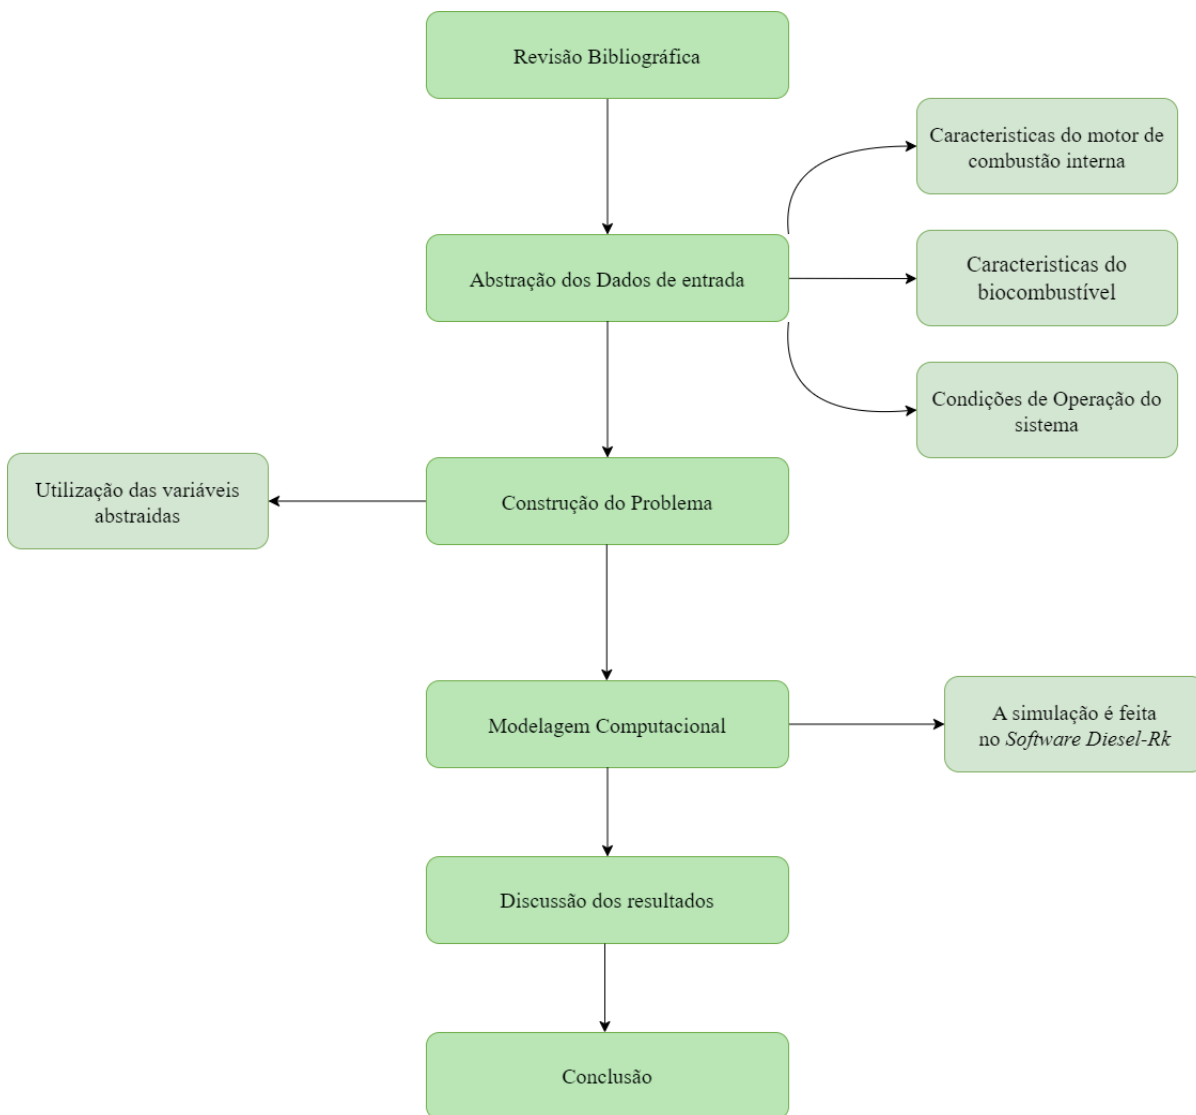 Revisão Bibliográfica
Caracteristicas do motor de
combustão interna
Abstração dos Dados de entrada
Caracteristicas do
biocombustível
Condições de Operação do
sistema
Utilização das variáveis
abstraidas
Construção do Problema
Modelagem Computacional
A simulação é feita
no Software Diesel-Rk
Discussão dos resultados
Conclusão